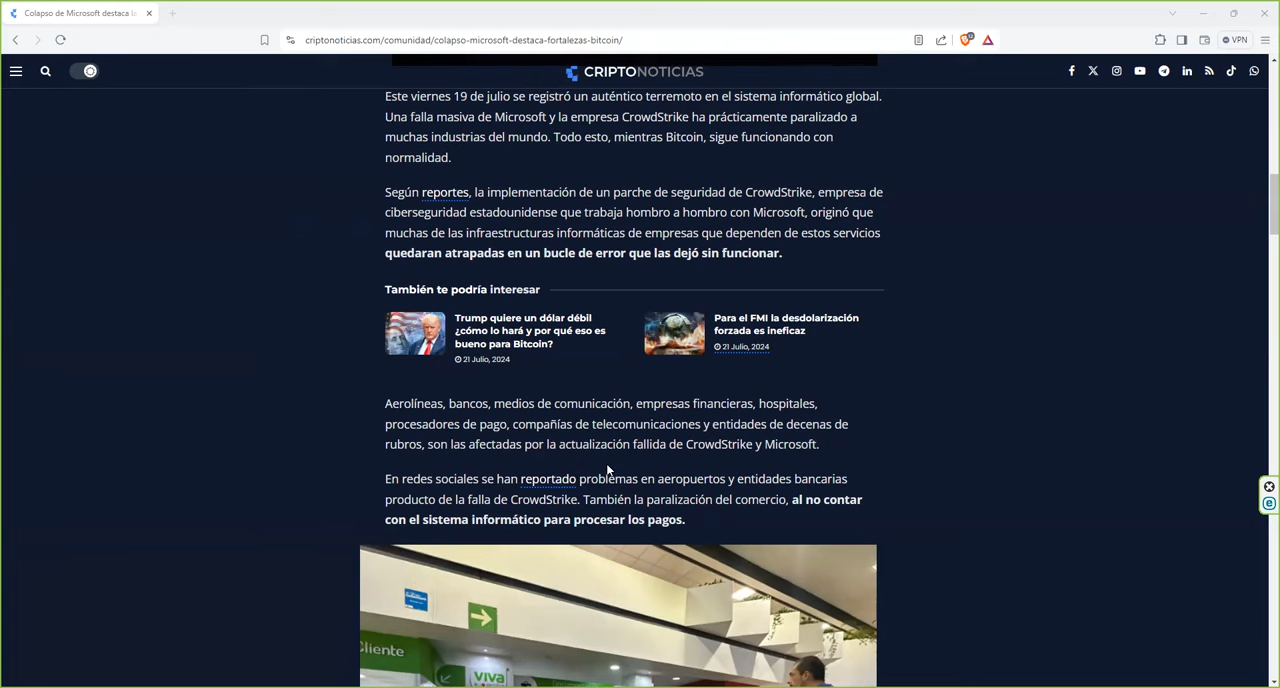 Colapso de Microsoft destaca la
criptonoticias.com/comunidad/colapso-microsoft-destaca-fortalezas-bitcoin/
VPN
CRIPTONOTICIAS
Este viernes 19 de julio se registró un auténtico terremoto en el sistema informático global.
Una falla masiva de Microsoft y la empresa CrowdStrike ha prácticamente paralizado a
muchas industrias del mundo. Todo esto, mientras Bitcoin, sigue funcionando con
normalidad.
Según reportes, la implementación de un parche de seguridad de CrowdStrike, empresa de
ciberseguridad estadounidense que trabaja hombro a hombro con Microsoft, originó que
muchas de las infraestructuras informáticas de empresas que dependen de estos servicios
quedaran atrapadas en un bucle de error que las dejó sin funcionar.
También te podría interesar
Trump quiere un dólar débil
¿cómo lo hará y por qué eso es
bueno para Bitcoin?
21 Julio, 2024
Para el FMI la desdolarización
forzada es ineficaz
21 Julio, 2024
Aerolíneas, bancos, medios de comunicación, empresas financieras, hospitales,
procesadores de pago, compañías de telecomunicaciones y entidades de decenas de
rubros, son las afectadas por la actualización fallida de CrowdStrike y Microsoft.
En redes sociales se han reportado problemas en aeropuertos y entidades bancarias
producto de la falla de CrowdStrike. También la paralización del comercio, al no contar
con el sistema informático para procesar los pagos.
Cliente
viva